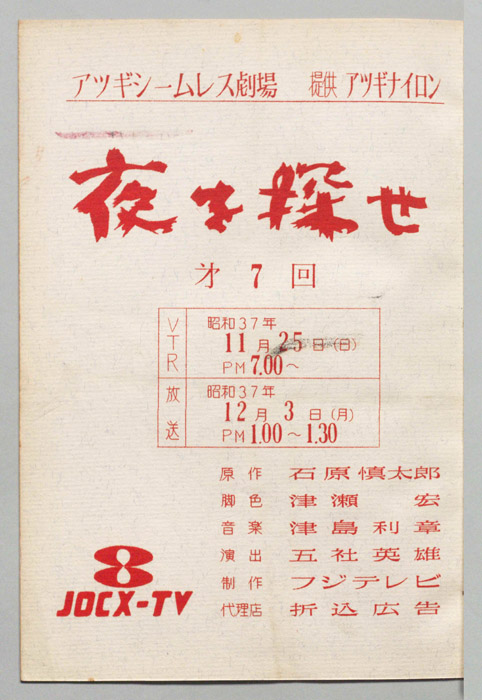 アツギシームレス劇場 提供 アツギナイロン
夜を探せ
㐧7回
VTR
昭和37年
11月25日(日)
PM7.00〜
放送
昭和37年
12月3日(月)
PM1.00〜1.30
原作 石原慎太郎
脚色 津瀬 宏
音楽 津島利章
演出 五社英雄
制作 フジテレビ
代理店 折込広告
8
JOCX-TV